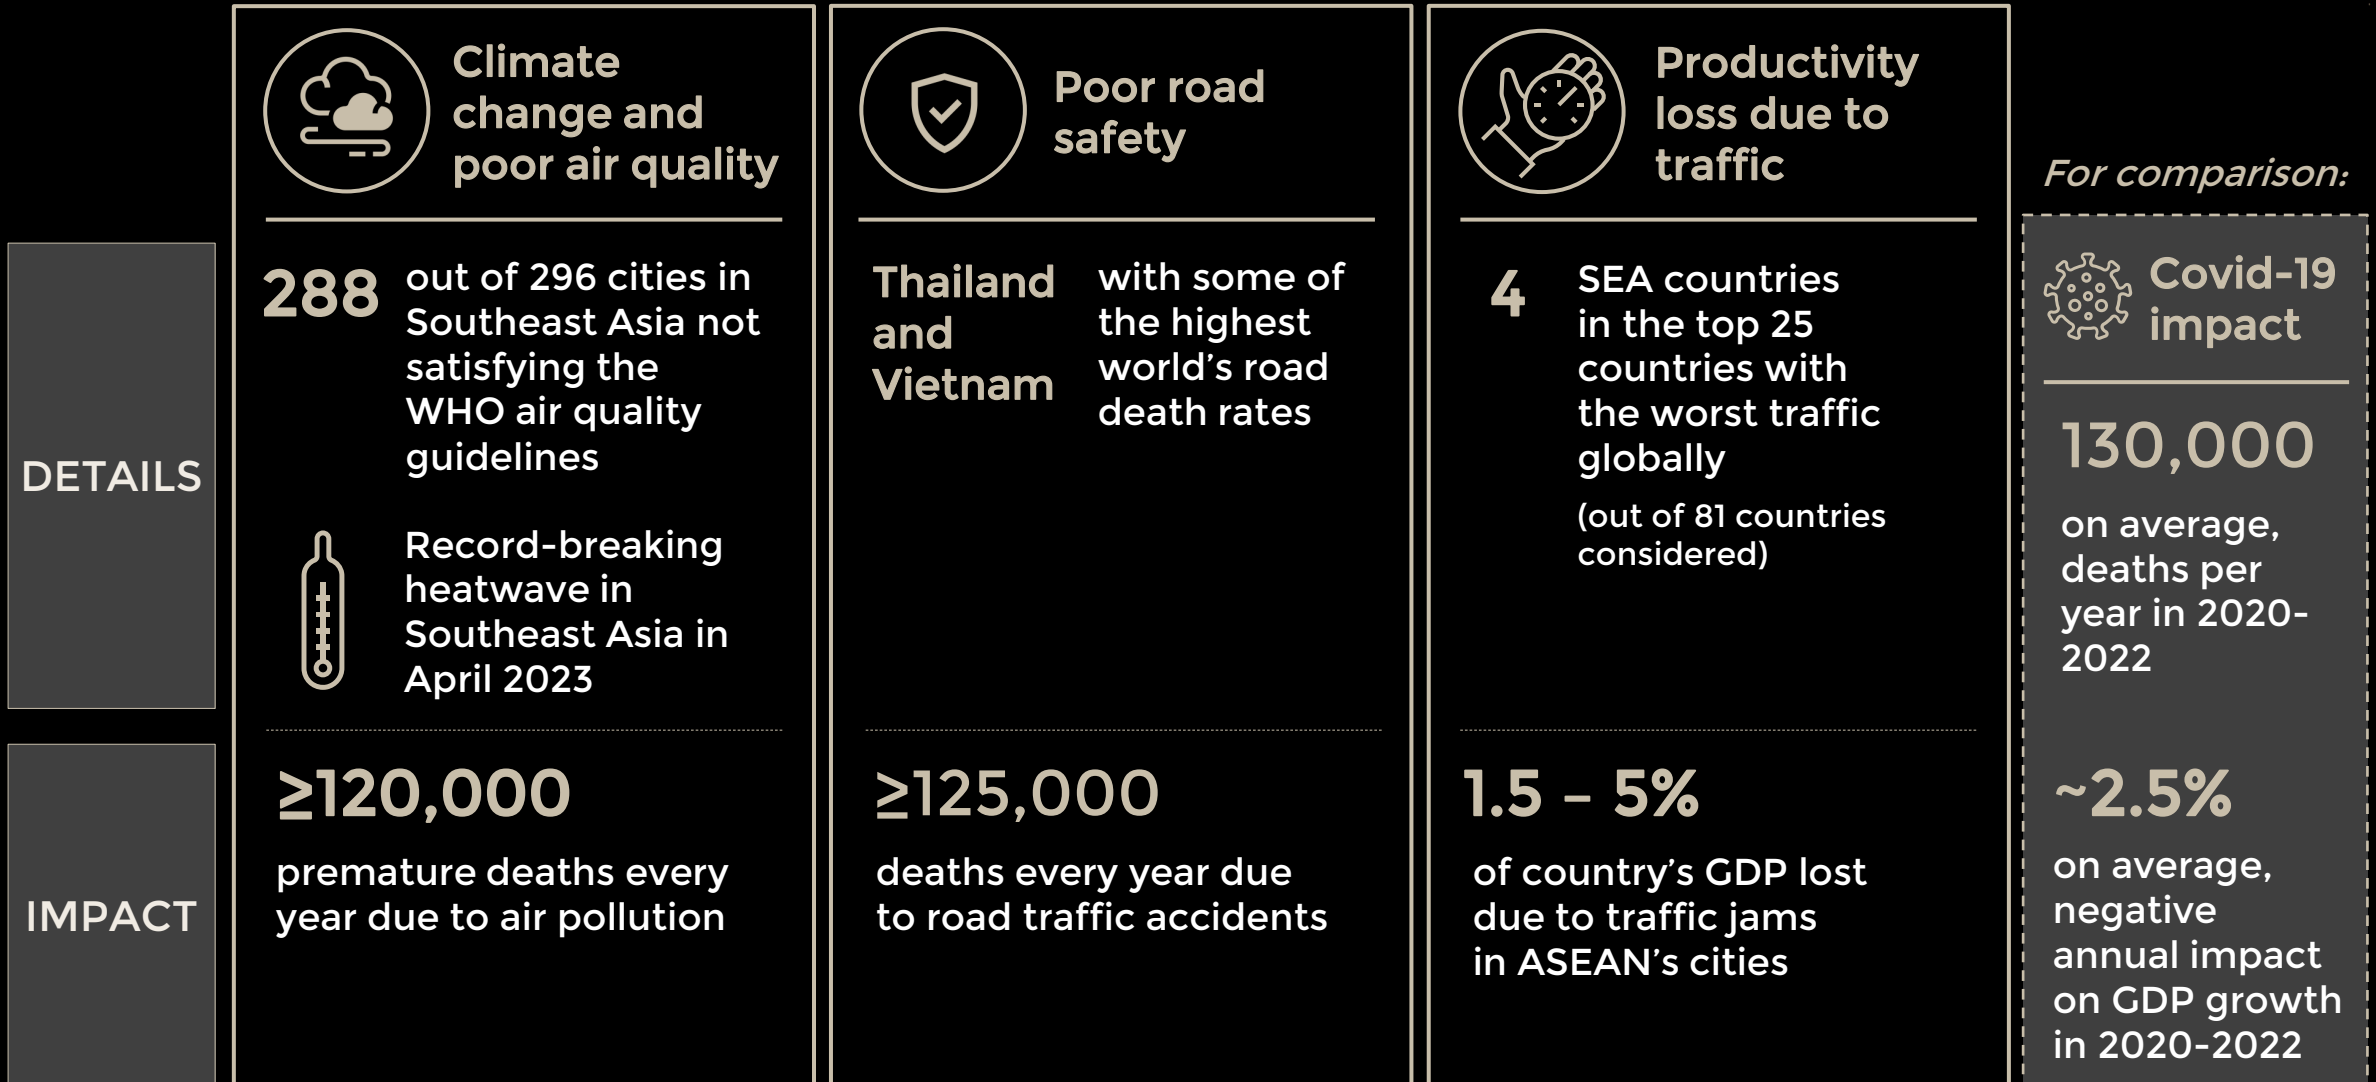 Climate
change and
poor air quality
Poor road
safety
Productivity
loss due to
traffic
For comparison:
DETAILS
288
out of 296 cities in
Southeast Asia not
satisfying the
WHO air quality
guidelines
Record-breaking
heatwave in
Southeast Asia in
April 2023
Thailand
and
Vietnam
with some of
the highest
world’s road
death rates
4
SEA countries
in the top 25
countries with
the worst traffic
globally
(out of 81 countries
considered)
Covid-19
impact
130,000
on average,
deaths per
year in 2020-
2022
IMPACT
≥120,000
premature deaths every
year due to air pollution
≥125,000
deaths every year due
to road traffic accidents
1.5 – 5%
of country’s GDP lost
due to traffic jams
in ASEAN’s cities
~2.5%
on average,
negative
annual impact
on GDP growth
in 2020-2022